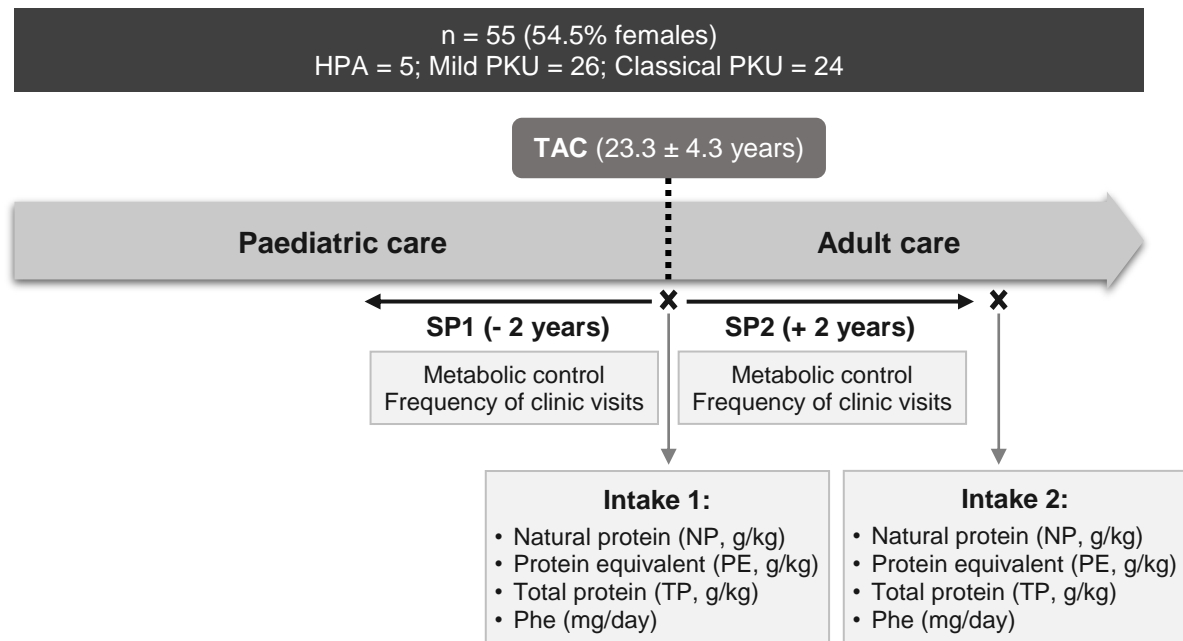 n = 55 (54.5% females)
HPA = 5; Mild PKU = 26; Classical PKU = 24
TAC (23.3 ± 4.3 years)
Paediatric care
Adult care
SP1 (- 2 years)
SP2 (+ 2 years)
Metabolic control
Frequency of clinic visits
Metabolic control
Frequency of clinic visits
Intake 1:
• Natural protein (NP, g/kg)
• Protein equivalent (PE, g/kg)
• Total protein (TP, g/kg)
• Phe (mg/day)
Intake 2:
• Natural protein (NP, g/kg)
• Protein equivalent (PE, g/kg)
• Total protein (TP, g/kg)
• Phe (mg/day)